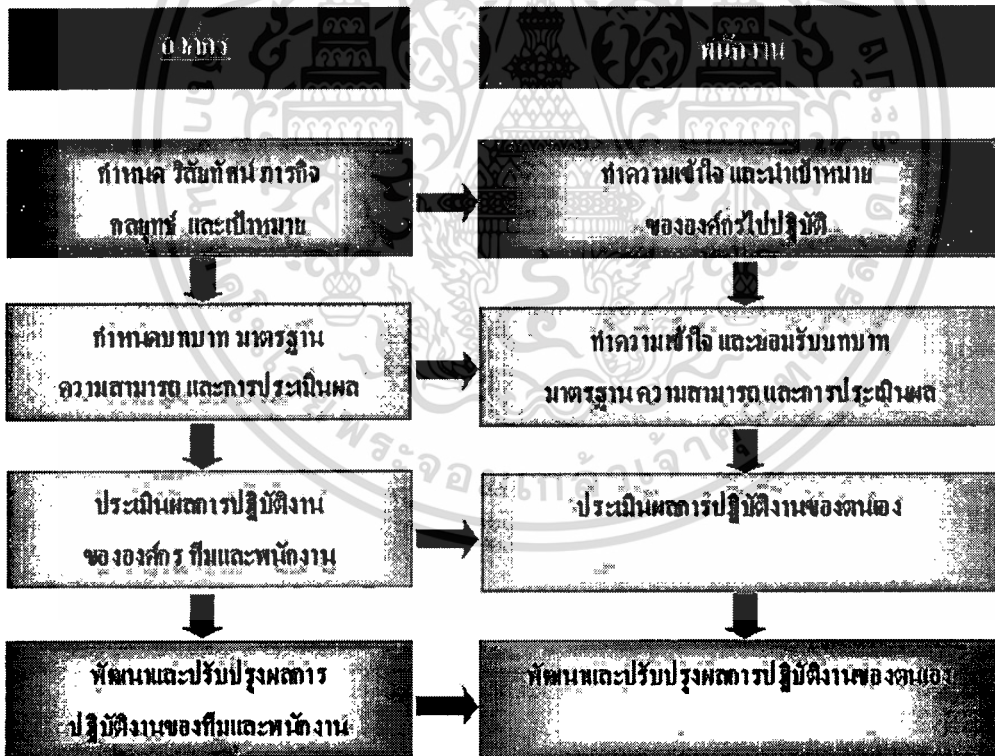 องค์กร
พนักงาน
กำหนด วิสัยทัศน์ ภารกิจ
กลยุทธ์ และเป้าหมาย
ทำความเข้าใจ และนำเป้าหมาย
ขององค์กรไปปฏิบัติ
กำหนดบทบาท มาตรฐาน
ความสามารถ และการประเมินผล
ทำความเข้าใจ และยอมรับบทบาท
มาตรฐาน ความสามารถ และการประเมินผล
ประเมินผลการปฏิบัติงาน
ขององค์กร ทีมและพนักงาน
ประเมินผลการปฏิบัติงานของตนเอง
พัฒนาและปรับปรุงผลการ
ปฏิบัติงานของทีมและพนักงาน
พัฒนาและปรับปรุงผลการปฏิบัติงานของตนเอง
พระจอมเกล้าเจ้าคุณ